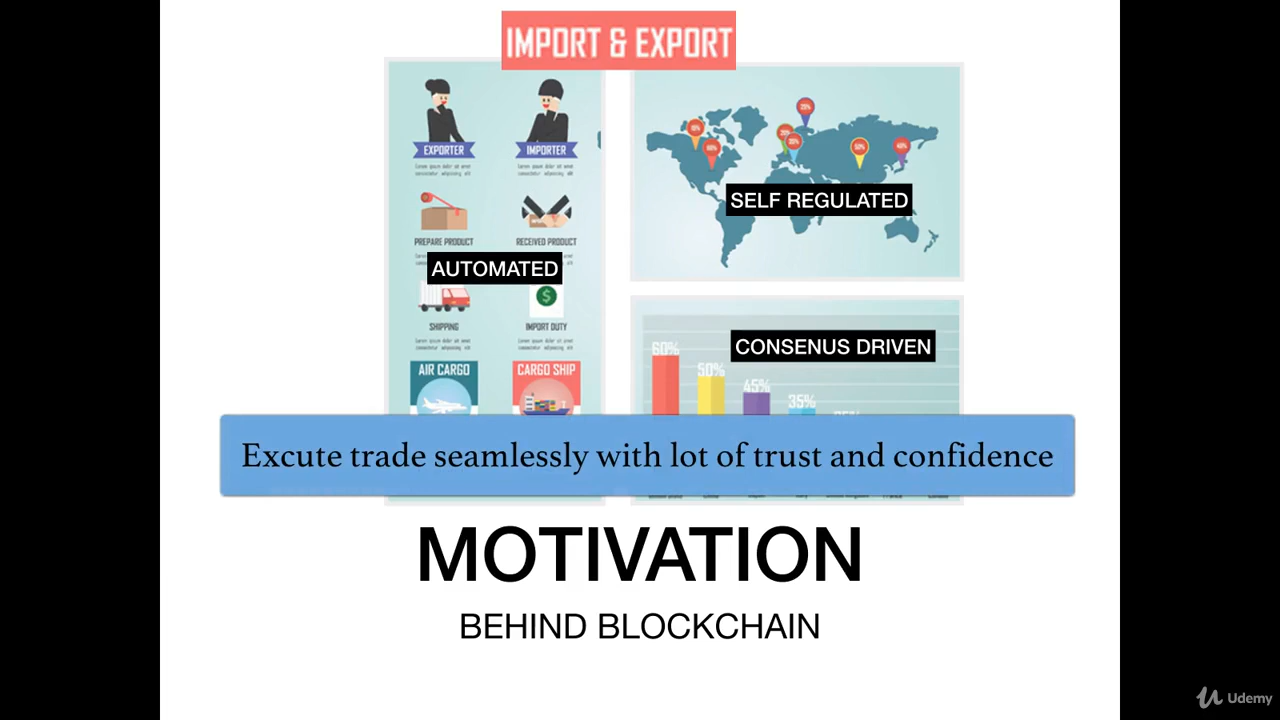 IMPORT & EXPORT
EXPORTER
IMPORTER
PREPARE PRODUCT
RECEIVED PRODUCT
AUTOMATED
SHIPPING
IMPORT DUTY
AIR CARGO
CARGO SHIP
SELF REGULATED
CONSENUS DRIVEN
60%
50%
45%
35%
Excute trade seamlessly with lot of trust and confidence
MOTIVATION
BEHIND BLOCKCHAIN
Udemy